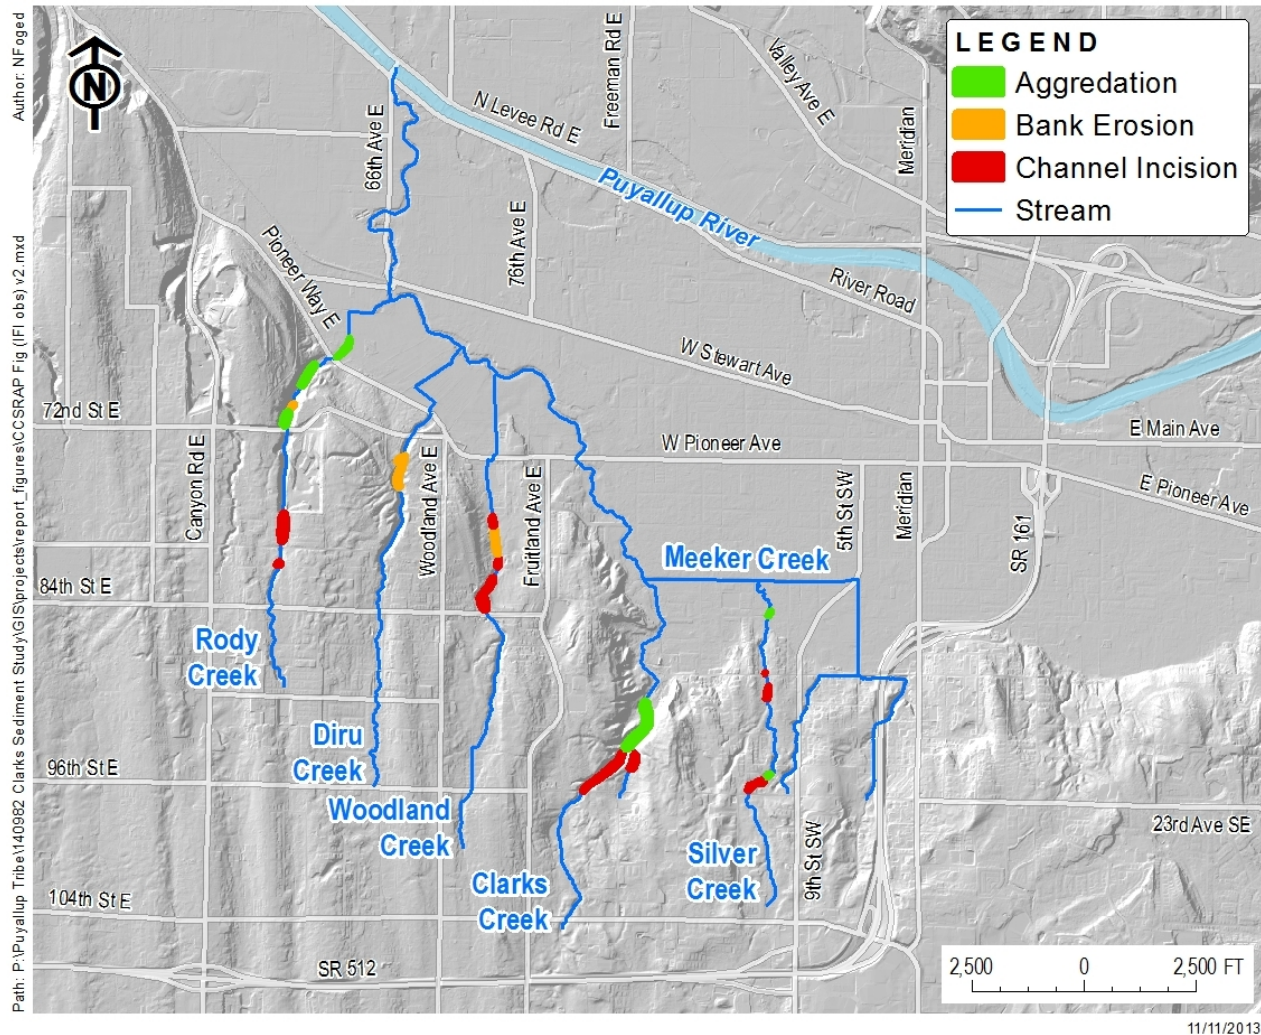 Author: NFoged
Path: P:\Puyallup Tribe\140982 Clarks Sediment Study\GIS\projects\report_figures\CCSRAP Fig (IFI obs) v2.mxd
N
LEGEND
Aggredation
Bank Erosion
Channel Incision
Stream
66th Ave E
N Levee Rd E
Freeman Rd E
Valley Ave E
Meridian
Puyallup River
76th Ave E
Pioneer Way E
River Road
W Stewart Ave
72nd St E
Canyon Rd E
W Pioneer Ave
E Main Ave
E Pioneer Ave
Woodland Ave E
Fruitland Ave E
5th St SW
Meridian
SR 161
84th St E
Meeker Creek
Rody
Creek
Diru
Creek
96th St E
Woodland
Creek
Clarks
Creek
Silver
Creek
9th St SW
23rd Ave SE
104th St E
SR 512
2,500 0 2,500 FT
11/11/2013